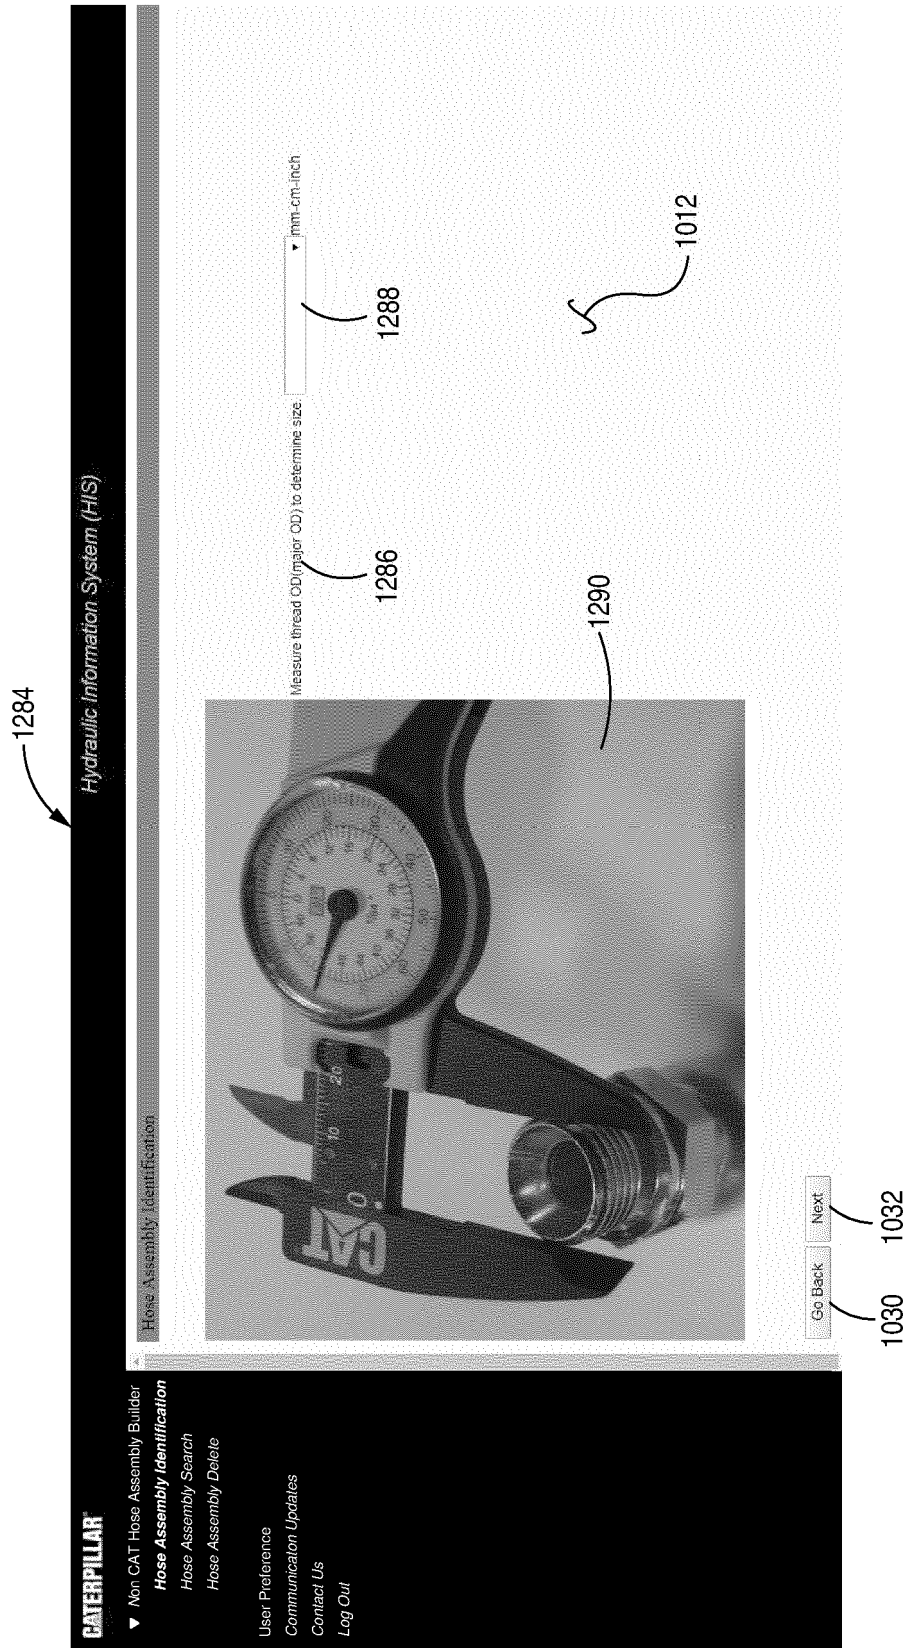 1284
CATERPILLAR
Hydraulic Information System (HIS)
▼ Non CAT Hose Assembly Builder
Hose Assembly Identification
Hose Assembly Search
Hose Assembly Delete
User Preference
Communicaton Updates
Contact Us
Log Out
Hose Assembly Identification
Measure thread OD(major OD) to determine size
▼ mm-cm-inch
1286
1288
CAT
0 10 20
1290
1012
Go Back
Next
1030
1032